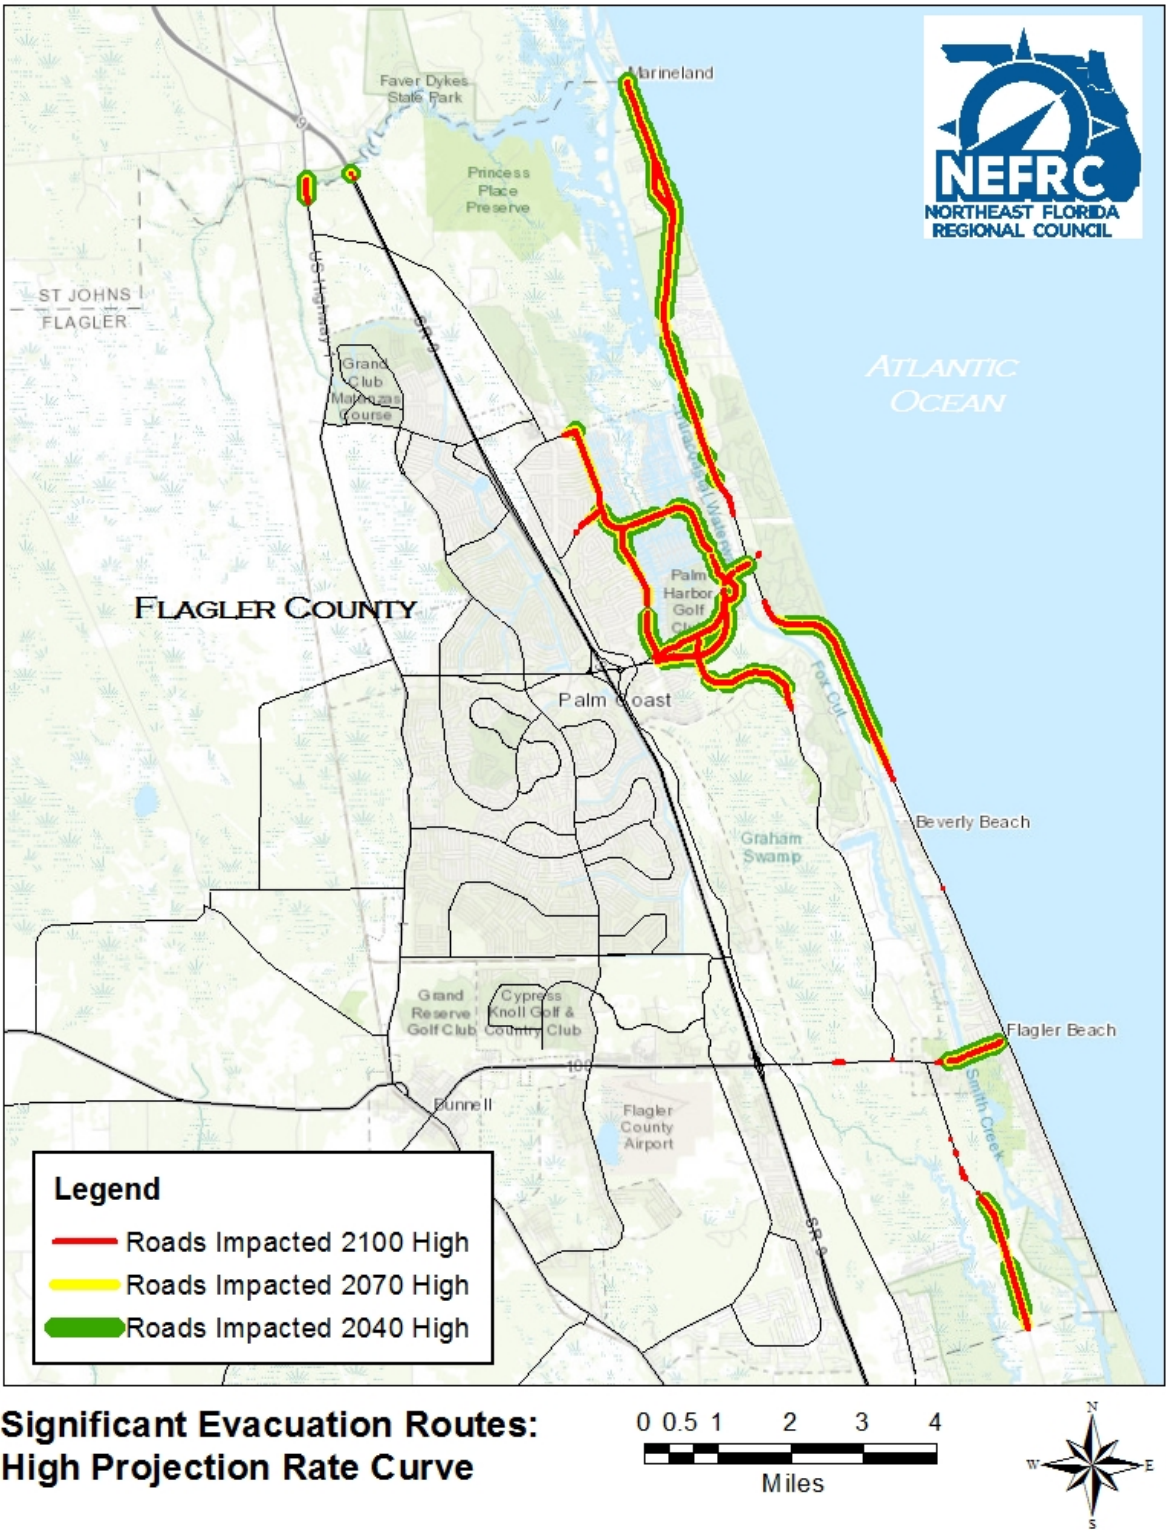 Marineland
NEFRC
NORTHEAST FLORIDA
REGIONAL COUNCIL
Faver Dykes
State Park
9
Princess
Place
Preserve
US Highway 1
ST JOHNS
FLAGLER
SR 9
Grand
Club
Matanzas
Course
ATLANTIC
OCEAN
Intracoastal Waterway
Palm
Harbor
Golf
Club
FLAGLER COUNTY
Fox Cut
Palm Coast
Beverly Beach
Graham
Swamp
Grand
Reserve
Golf Club
Cypress
Knoll Golf &
Country Club
Flagler Beach
100
Smith Creek
Bunnell
Flagler
County
Airport
SR 9
Legend
Roads Impacted 2100 High
Roads Impacted 2070 High
Roads Impacted 2040 High
Significant Evacuation Routes:
High Projection Rate Curve
0 0.5 1 2 3 4
Miles
N
W E
S